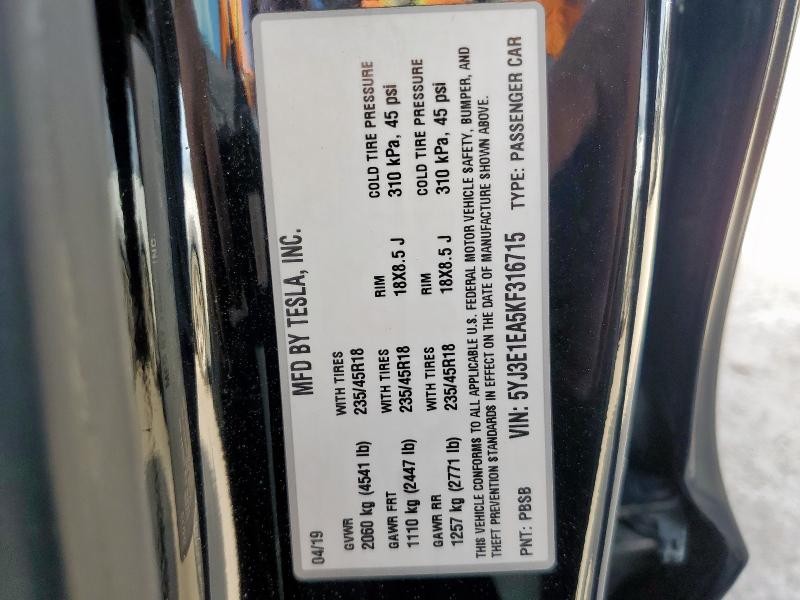 MFD BY TESLA, INC.
04/19
GVWR WITH TIRES RIM COLD TIRE PRESSURE
2060 kg (4541 lb) 235/45R18 18X8.5 J 310 kPa, 45 psi
GAWR FRT WITH TIRES RIM COLD TIRE PRESSURE
1110 kg (2447 lb) 235/45R18 18X8.5 J 310 kPa, 45 psi
GAWR RR WITH TIRES
1257 kg (2771 lb) 235/45R18
THIS VEHICLE CONFORMS TO ALL APPLICABLE U.S. FEDERAL MOTOR VEHICLE SAFETY, BUMPER, AND
THEFT PREVENTION STANDARDS IN EFFECT ON THE DATE OF MANUFACTURE SHOWN ABOVE.
PNT: PBSB VIN: 5YJ3E1EA5KF316715 TYPE: PASSENGER CAR